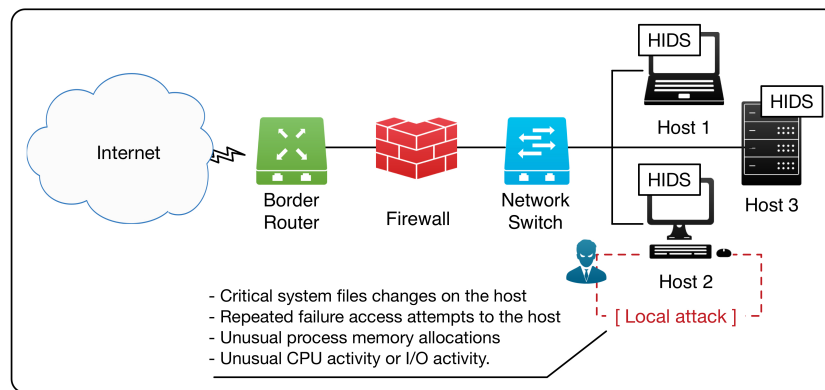 HIDS
HIDS
Host 1
Internet
HIDS
Border
Router
Firewall
Network
Switch
Host 3
Host 2
- Critical system files changes on the host
- Repeated failure access attempts to the host
- Unusual process memory allocations
- Unusual CPU activity or I/O activity.
[ Local attack ]